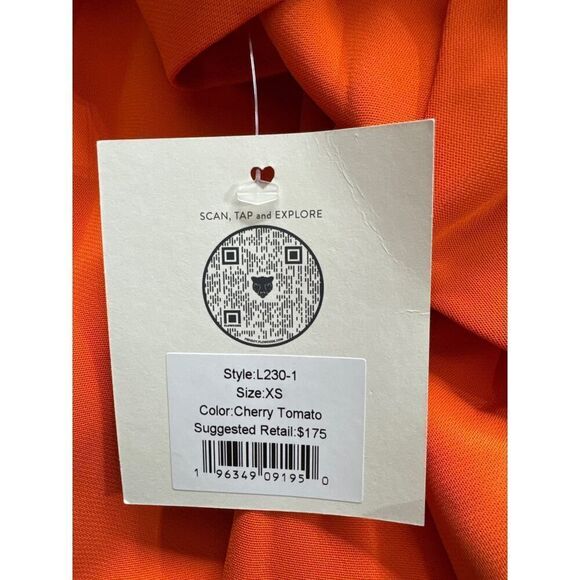 SCAN, TAP and EXPLORE
Style:L230-1
Size:XS
Color:Cherry Tomato
Suggested Retail:$175
1 96349 09195 0